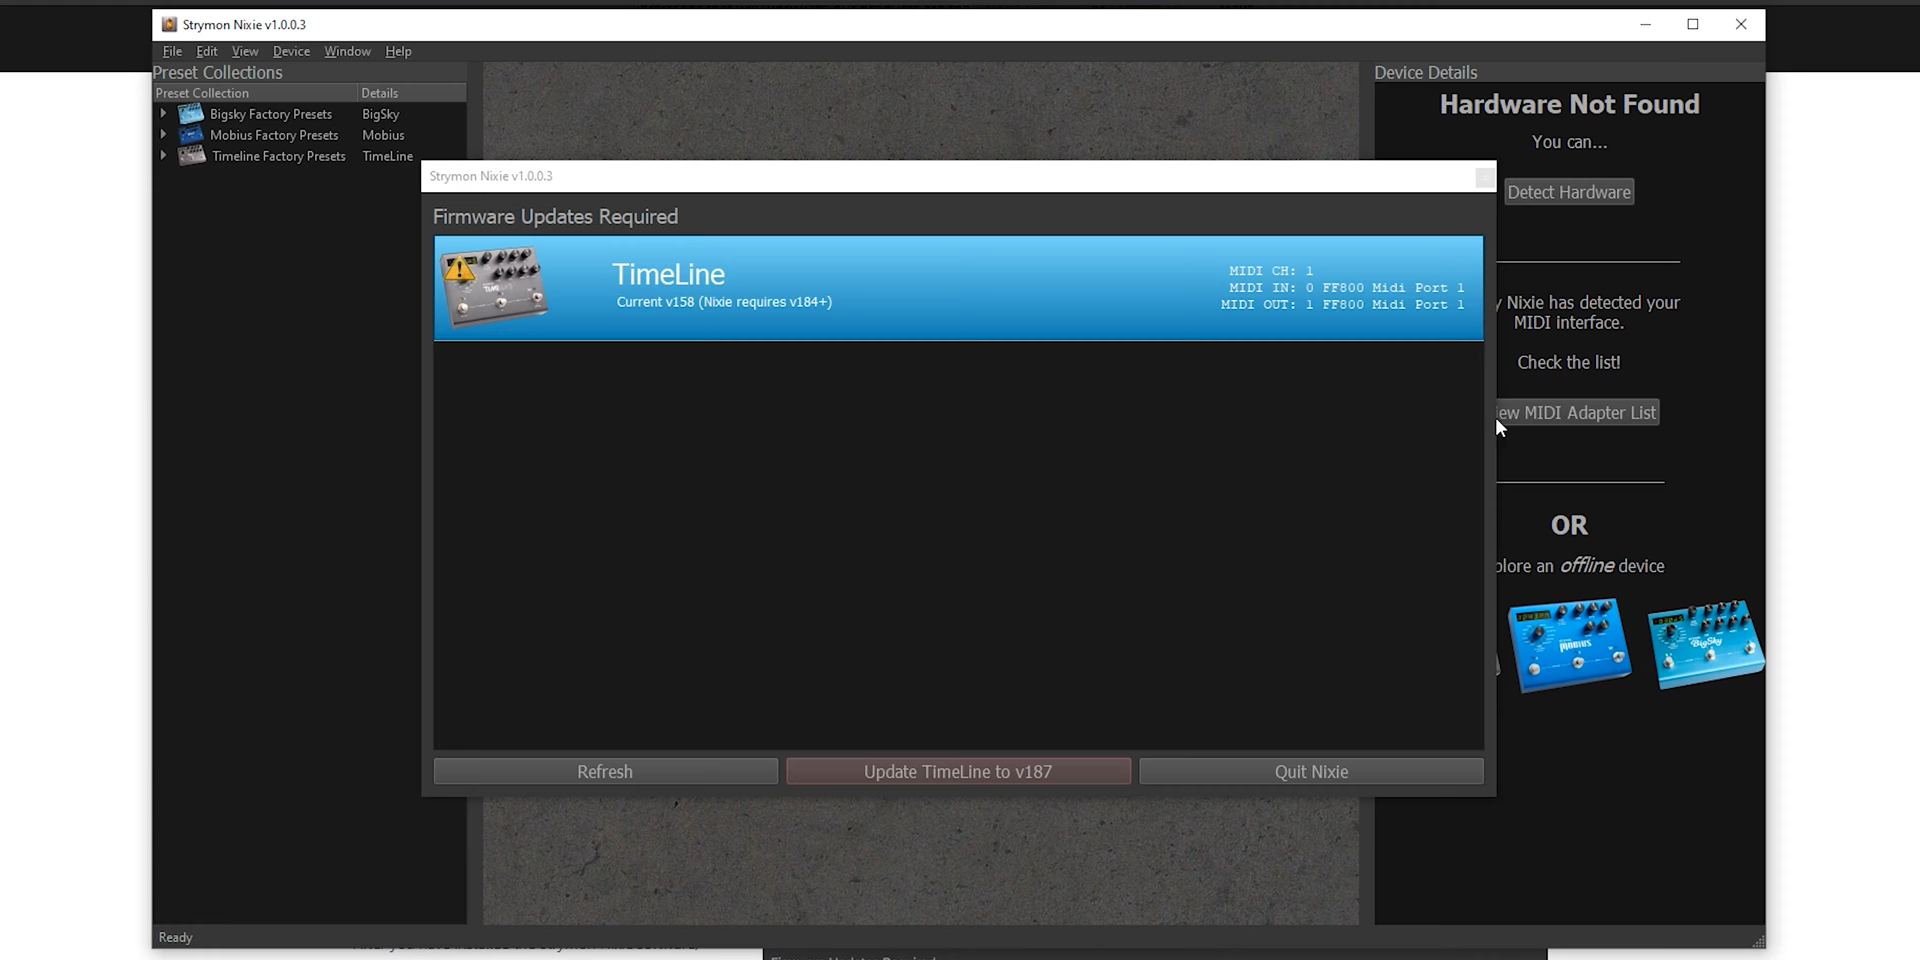 Strymon Nixie v1.0.0.3
File Edit View Device Window Help
Preset Collections
Preset Collection Details
Bigsky Factory Presets BigSky
Mobius Factory Presets Mobius
Timeline Factory Presets TimeLine
Strymon Nixie v1.0.0.3
Firmware Updates Required
TimeLine
Current v158 (Nixie requires v184+)
MIDI CH: 1
MIDI IN: 0 FF800 Midi Port 1
MIDI OUT: 1 FF800 Midi Port 1
Refresh
Update TimeLine to v187
Quit Nixie
Device Details
Hardware Not Found
You can...
Detect Hardware
y Nixie has detected your
MIDI interface.
Check the list!
ew MIDI Adapter List
OR
plore an offline device
MOBIUS
BigSky
Ready